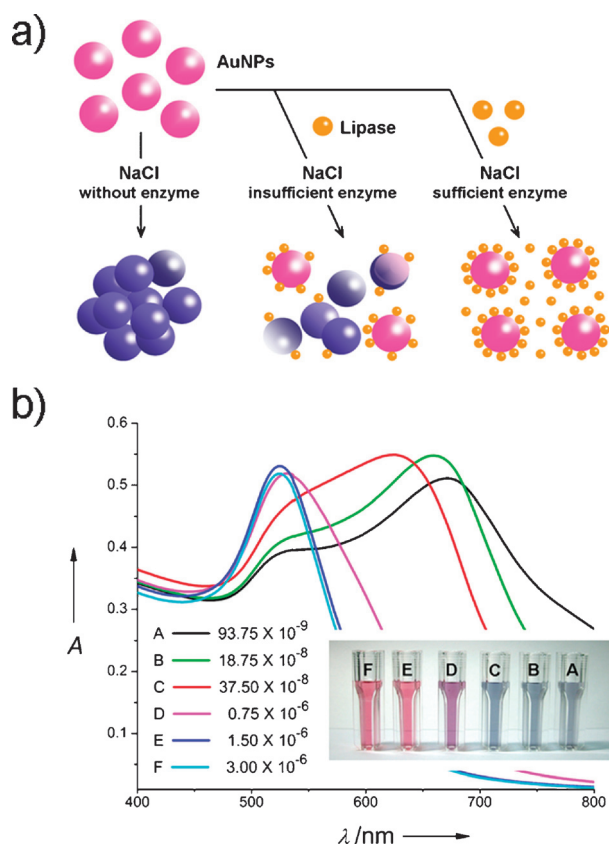 a)
AuNPs
Lipase
NaCl
without enzyme
NaCl
insufficient enzyme
NaCl
sufficient enzyme
b)
0.6
0.5
0.4
0.3
0.2
0.1
A
A 93.75 X 10⁻⁹
B 18.75 X 10⁻⁸
C 37.50 X 10⁻⁸
D 0.75 X 10⁻⁶
E 1.50 X 10⁻⁶
F 3.00 X 10⁻⁶
F E D C B A
400 500 600 700 800
λ/nm